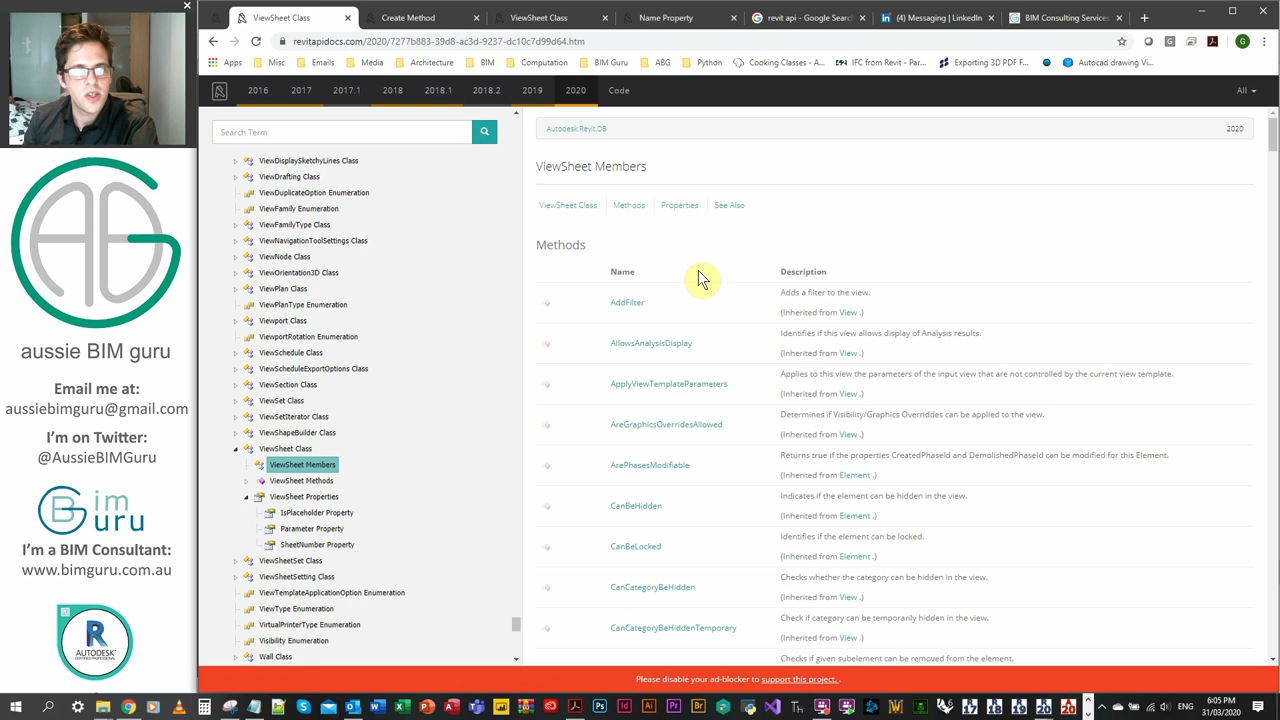 ViewSheet Class
Create Method
ViewSheet Class
Name Property
revit api - Google Search
(4) Messaging | LinkedIn
BIM Consulting Services
revitapidocs.com/2020/7277b883-39d8-ac3d-9237-dc10c7d99d64.htm
Apps
Misc
Emails
Media
Architecture
BIM
Computation
BIM Guru
ABG
Python
Cooking Classes - A...
IFC from Revit - Par...
Exporting 3D PDF F...
Autocad drawing Vi...
2016
2017
2017.1
2018
2018.1
2018.2
2019
2020
Code
All
Search Term
ViewDisplaySketchyLines Class
ViewDrafting Class
ViewDuplicateOption Enumeration
ViewFamily Enumeration
ViewFamilyType Class
ViewNavigationToolSettings Class
ViewNode Class
ViewOrientation3D Class
ViewPlan Class
ViewPlanType Enumeration
Viewport Class
ViewportRotation Enumeration
ViewSchedule Class
ViewScheduleExportOptions Class
ViewSection Class
ViewSet Class
ViewSetIterator Class
ViewShapeBuilder Class
ViewSheet Class
ViewSheet Members
ViewSheet Methods
ViewSheet Properties
IsPlaceholder Property
Parameter Property
SheetNumber Property
ViewSheetSet Class
ViewSheetSetting Class
ViewTemplateApplicationOption Enumeration
ViewType Enumeration
VirtualPrinterType Enumeration
Visibility Enumeration
Wall Class
Autodesk.Revit.DB
2020
ViewSheet Members
ViewSheet Class
Methods
Properties
See Also
Methods
Name
Description
AddFilter
Adds a filter to the view.
(Inherited from View .)
AllowsAnalysisDisplay
Identifies if this view allows display of Analysis results.
(Inherited from View .)
ApplyViewTemplateParameters
Applies to this view the parameters of the input view that are not controlled by the current view template.
(Inherited from View .)
AreGraphicsOverridesAllowed
Determines if Visibility/Graphics Overriddes can be applied to the view.
(Inherited from View .)
ArePhasesModifiable
Returns true if the properties CreatedPhaseId and DemolishedPhaseId can be modified for this Element.
(Inherited from Element .)
CanBeHidden
Indicates if the element can be hidden in the view.
(Inherited from Element .)
CanBeLocked
Identifies if the element can be locked.
(Inherited from Element .)
CanCategoryBeHidden
Checks whether the category can be hidden in the view.
(Inherited from View .)
CanCategoryBeHiddenTemporary
Check if category can be temporarily hidden in the view.
(Inherited from View .)
Checks if given subelement can be removed from the element.
Please disable your ad-blocker to support this project. .
aussie BIM guru
Email me at:
aussiebimguru@gmail.com
I'm on Twitter:
@AussieBIMGuru
Bim
Guru
I'm a BIM Consultant:
www.bimguru.com.au
R
AUTODESK
CERTIFIED PROFESSIONAL
ENG
6:05 PM
31/03/2020